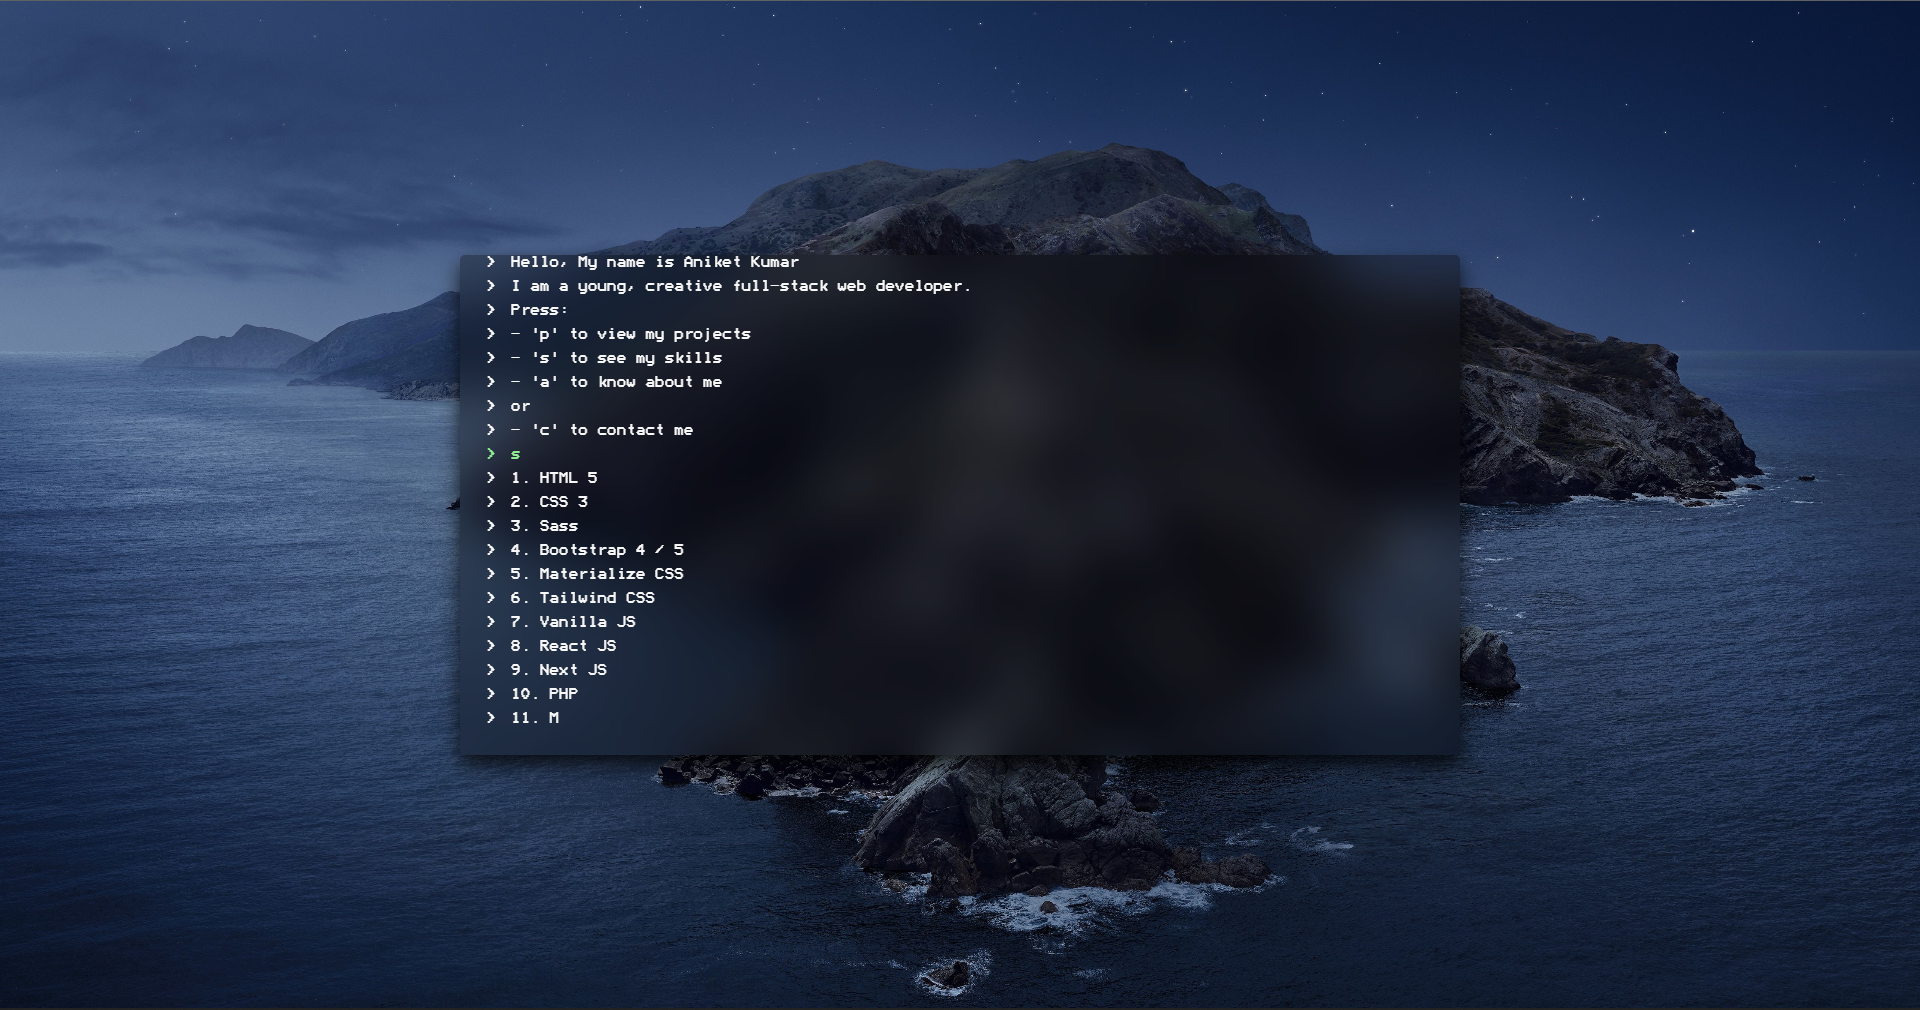 > Hello, My name is Aniket Kumar
> I am a young, creative full-stack web developer.
> Press:
> - 'p' to view my projects
> - 's' to see my skills
> - 'a' to know about me
> or
> - 'c' to contact me
> s
> 1. HTML 5
> 2. CSS 3
> 3. Sass
> 4. Bootstrap 4 / 5
> 5. Materialize CSS
> 6. Tailwind CSS
> 7. Vanilla JS
> 8. React JS
> 9. Next JS
> 10. PHP
> 11. M